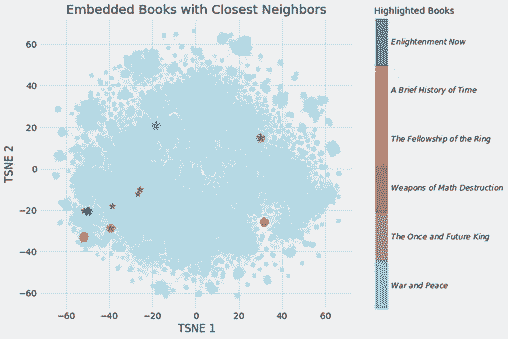 Embedded Books with Closest Neighbors
Highlighted Books
Enlightenment Now
A Brief History of Time
The Fellowship of the Ring
Weapons of Math Destruction
The Once and Future King
War and Peace
TSNE 2
60
40
20
0
−20
−40
−60
−60 −40 −20 0 20 40 60
TSNE 1